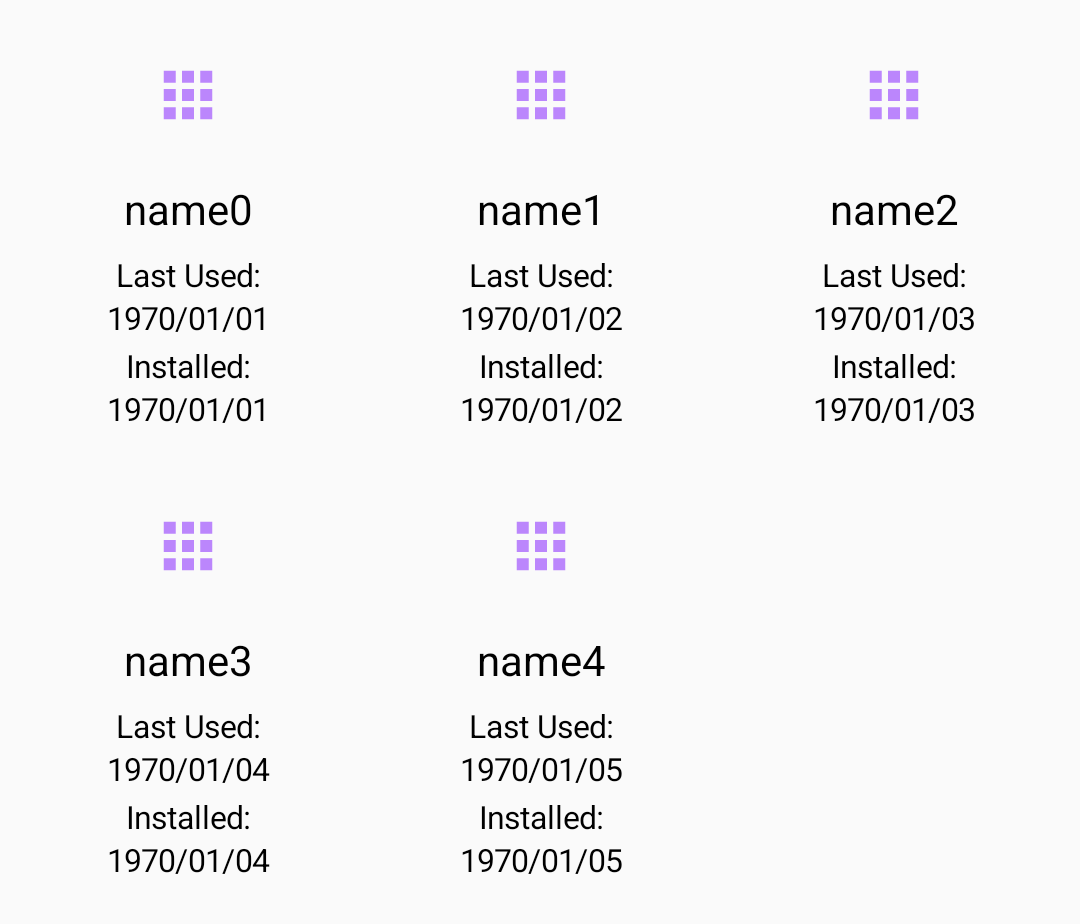 name0
Last Used:
1970/01/01
Installed:
1970/01/01
name1
Last Used:
1970/01/02
Installed:
1970/01/02
name2
Last Used:
1970/01/03
Installed:
1970/01/03
name3
Last Used:
1970/01/04
Installed:
1970/01/04
name4
Last Used:
1970/01/05
Installed:
1970/01/05